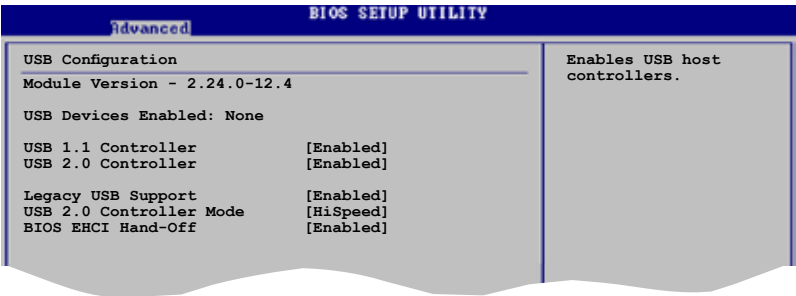 BIOS SETUP UTILITY
Advanced
USB Configuration
Module Version - 2.24.0-12.4
USB Devices Enabled: None
USB 1.1 Controller [Enabled]
USB 2.0 Controller [Enabled]
Legacy USB Support [Enabled]
USB 2.0 Controller Mode [HiSpeed]
BIOS EHCI Hand-Off [Enabled]
Enables USB host
controllers.